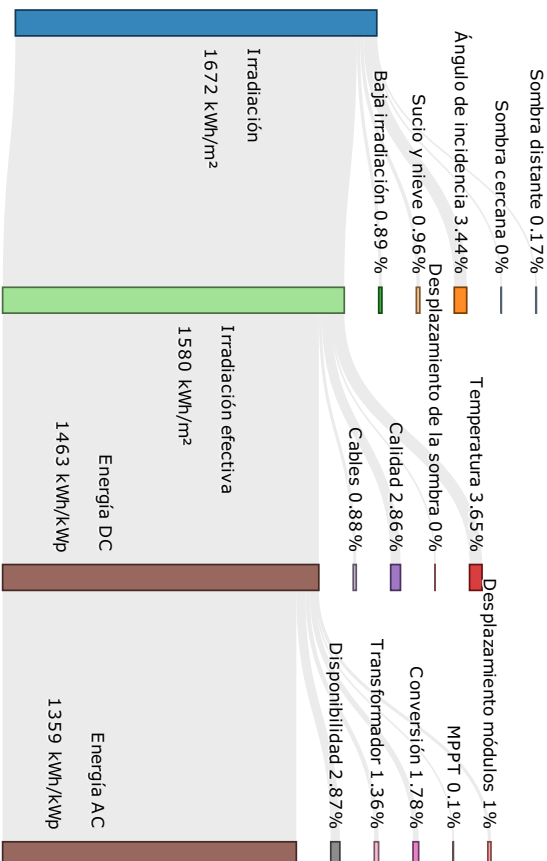 Sombra distante 0.17%
Sombra cercana 0%
Ángulo de incidencia 3.44%
Sucio y nieve 0.96%
Baja irradiación 0.89 %
Irradiación
1672 kWh/m²
Temperatura 3.65%
Desplazamiento de la sombra 0%
Calidad 2.86%
Cables 0.88%
Irradiación efectiva
1580 kWh/m²
Desplazamiento módulos 1%
MPPT 0.1%
Conversión 1.78%
Transformador 1.36%
Disponibilidad 2.87%
Energía DC
1463 kWh/kWp
Energía AC
1359 kWh/kWp